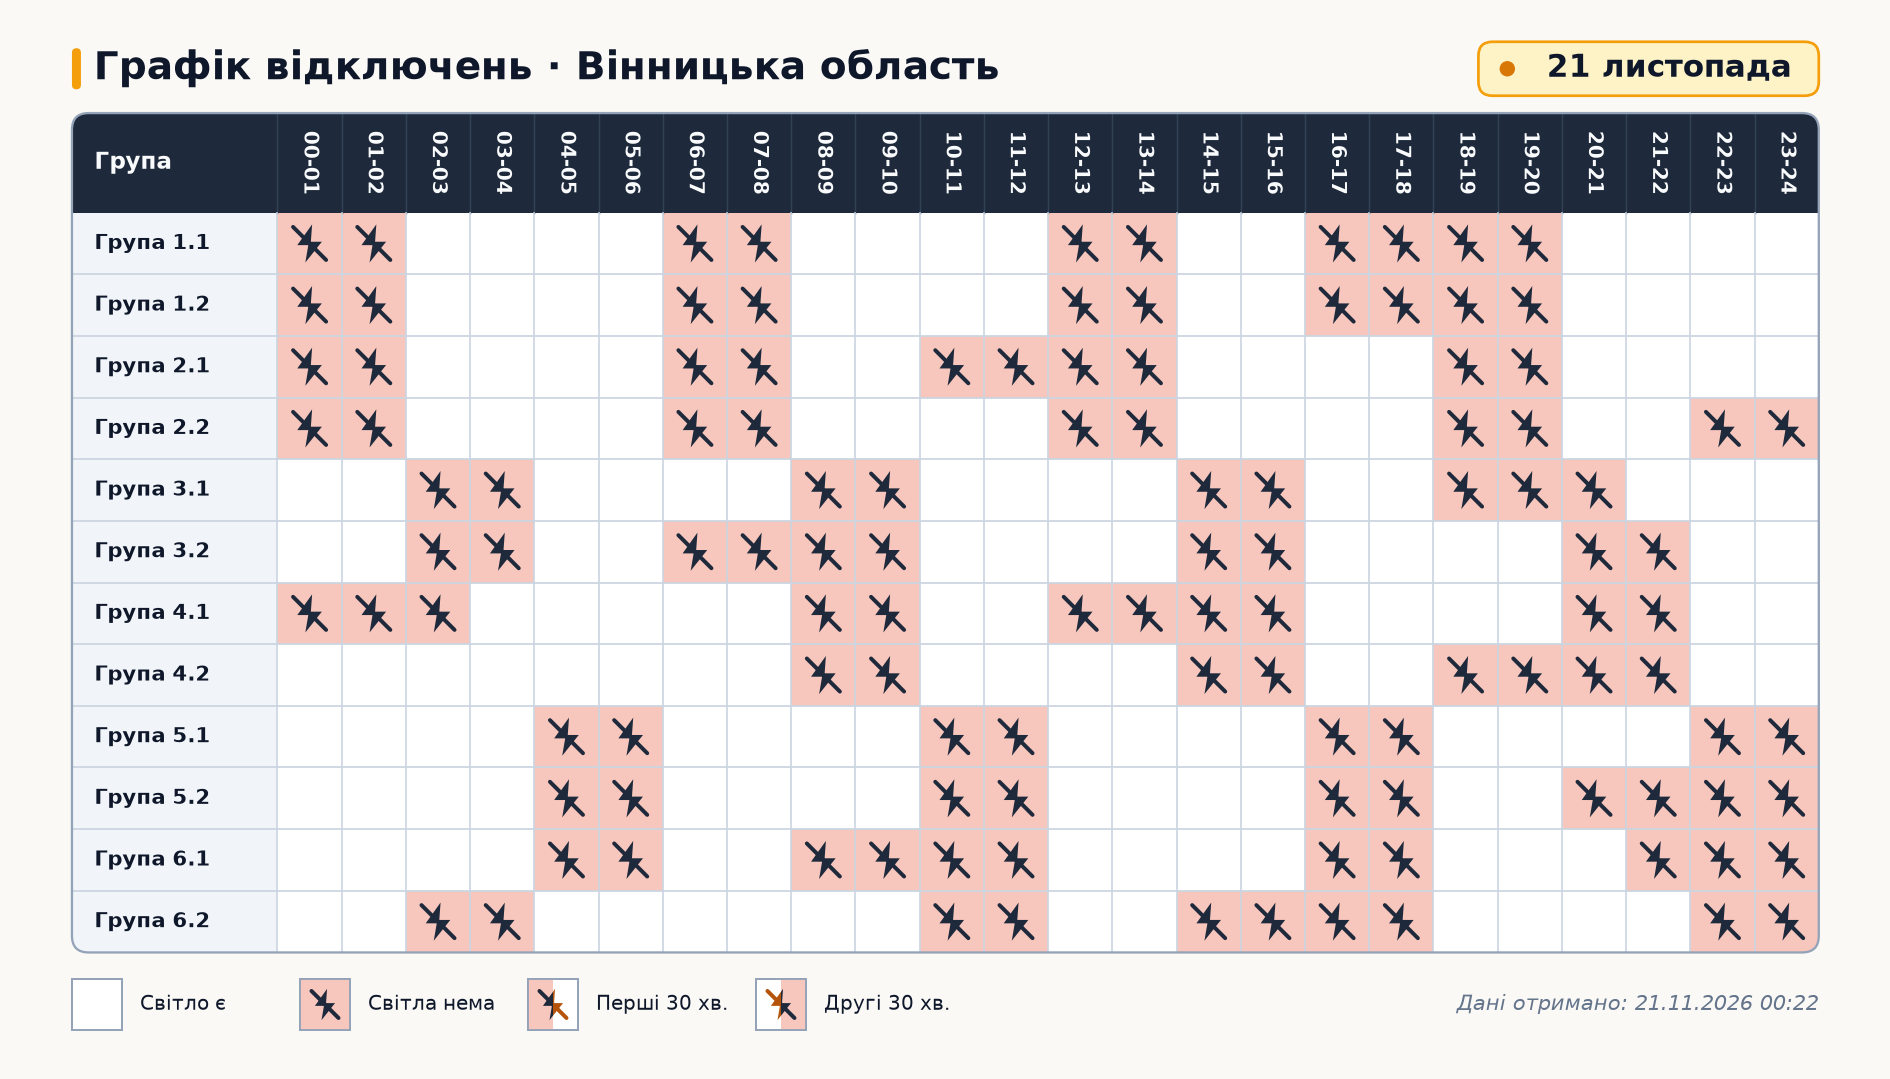 Графік відключень · Вінницька область
21 листопада
Група 00-01 01-02 02-03 03-04 04-05 05-06 06-07 07-08 08-09 09-10 10-11 11-12 12-13 13-14 14-15 15-16 16-17 17-18 18-19 19-20 20-21 21-22 22-23 23-24
Група 1.1
Група 1.2
Група 2.1
Група 2.2
Група 3.1
Група 3.2
Група 4.1
Група 4.2
Група 5.1
Група 5.2
Група 6.1
Група 6.2
Світло є Світла нема Перші 30 хв. Другі 30 хв.
Дані отримано: 21.11.2026 00:22